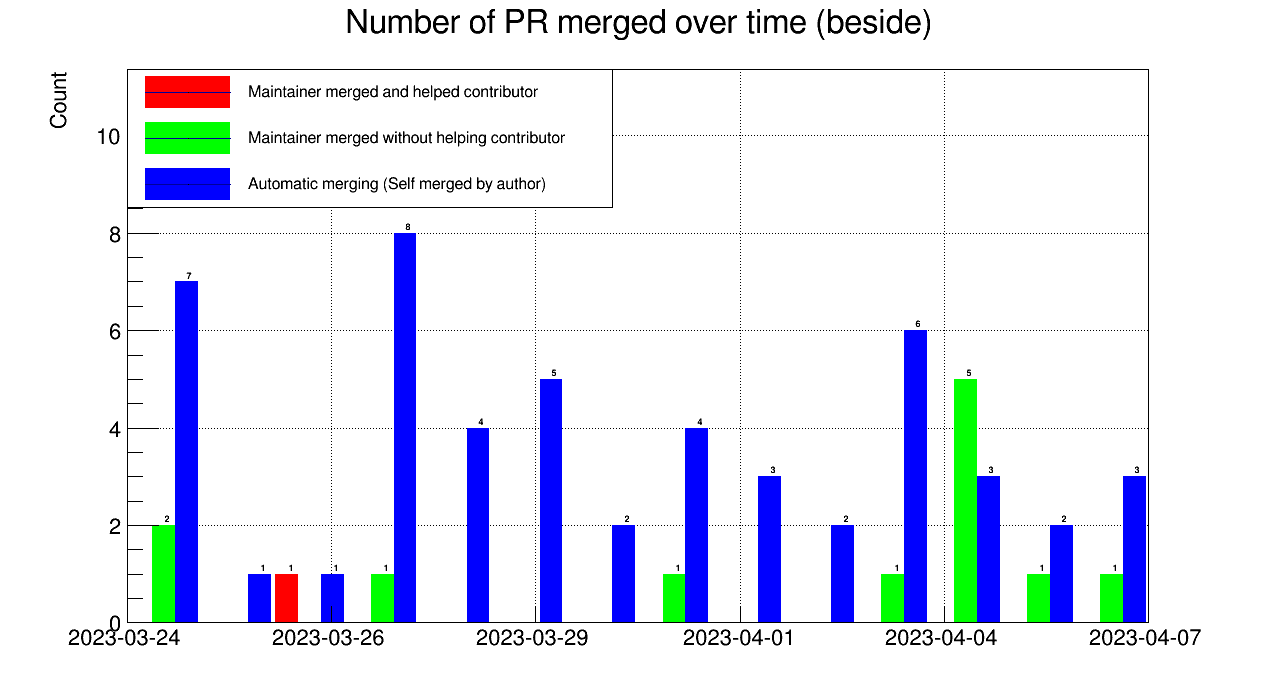 Number of PR merged over time (beside)
Count
Maintainer merged and helped contributor
Maintainer merged without helping contributor
Automatic merging (Self merged by author)
10
8
6
4
2
0
2 7 1 1 1 1 8 4 5 2 1 4 3 2 1 6 5 3 1 2 1 3
2023-03-24 2023-03-26 2023-03-29 2023-04-01 2023-04-04 2023-04-07